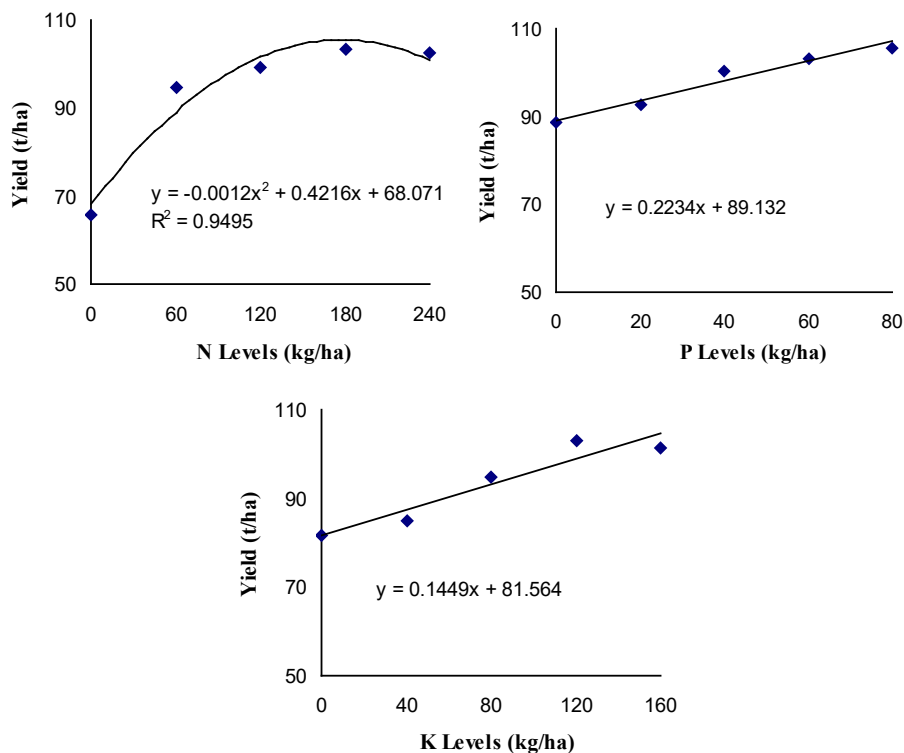 110
90
70
50
Yield (t/ha)
y = -0.0012x² + 0.4216x + 68.071
R² = 0.9495
0 60 120 180 240
N Levels (kg/ha)
110
90
70
50
Yield (t/ha)
y = 0.2234x + 89.132
0 20 40 60 80
P Levels (kg/ha)
110
90
70
50
Yield (t/ha)
y = 0.1449x + 81.564
0 40 80 120 160
K Levels (kg/ha)